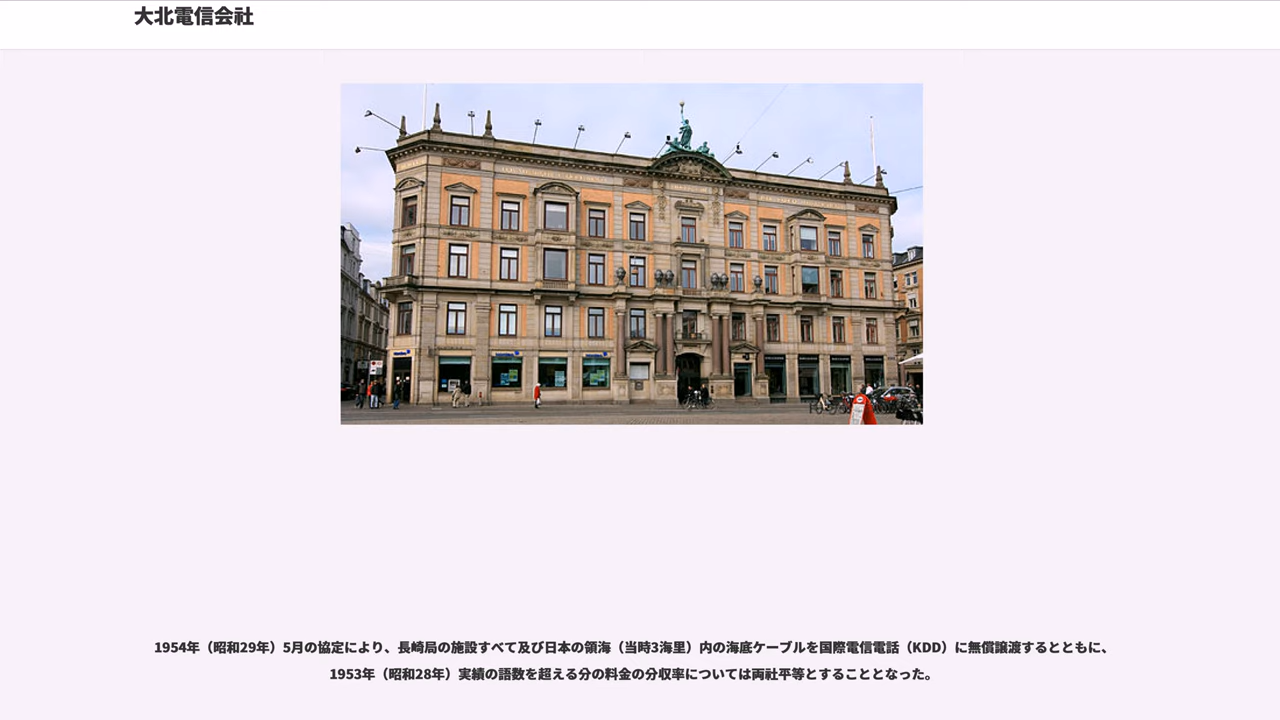 大北電信会社
1954年（昭和29年）5月の協定により、長崎局の施設すべて及び日本の領海（当時3海里）内の海底ケーブルを国際電信電話（KDD）に無償譲渡するとともに、
1953年（昭和28年）実績の語数を超える分の料金の分収率については両社平等とすることとなった。